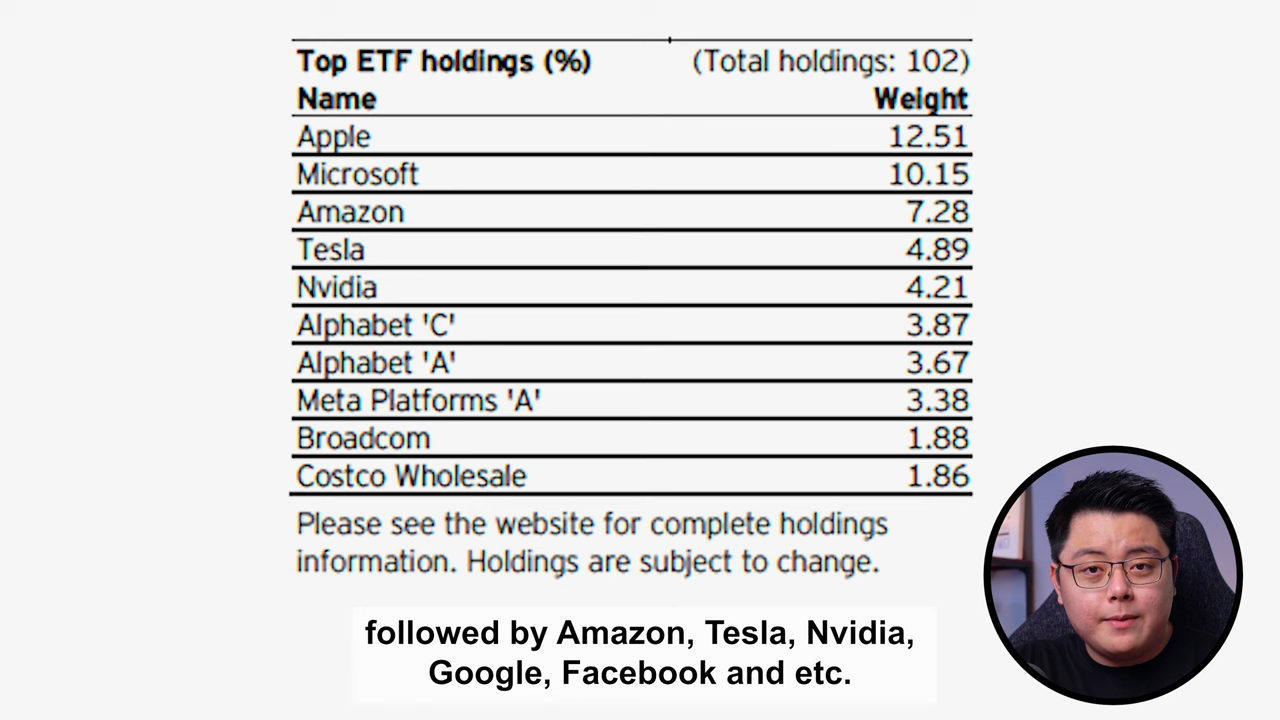 Top ETF holdings (%) (Total holdings: 102)
Name Weight
Apple 12.51
Microsoft 10.15
Amazon 7.28
Tesla 4.89
Nvidia 4.21
Alphabet 'C' 3.87
Alphabet 'A' 3.67
Meta Platforms 'A' 3.38
Broadcom 1.88
Costco Wholesale 1.86
Please see the website for complete holdings
information. Holdings are subject to change.
followed by Amazon, Tesla, Nvidia,
Google, Facebook and etc.